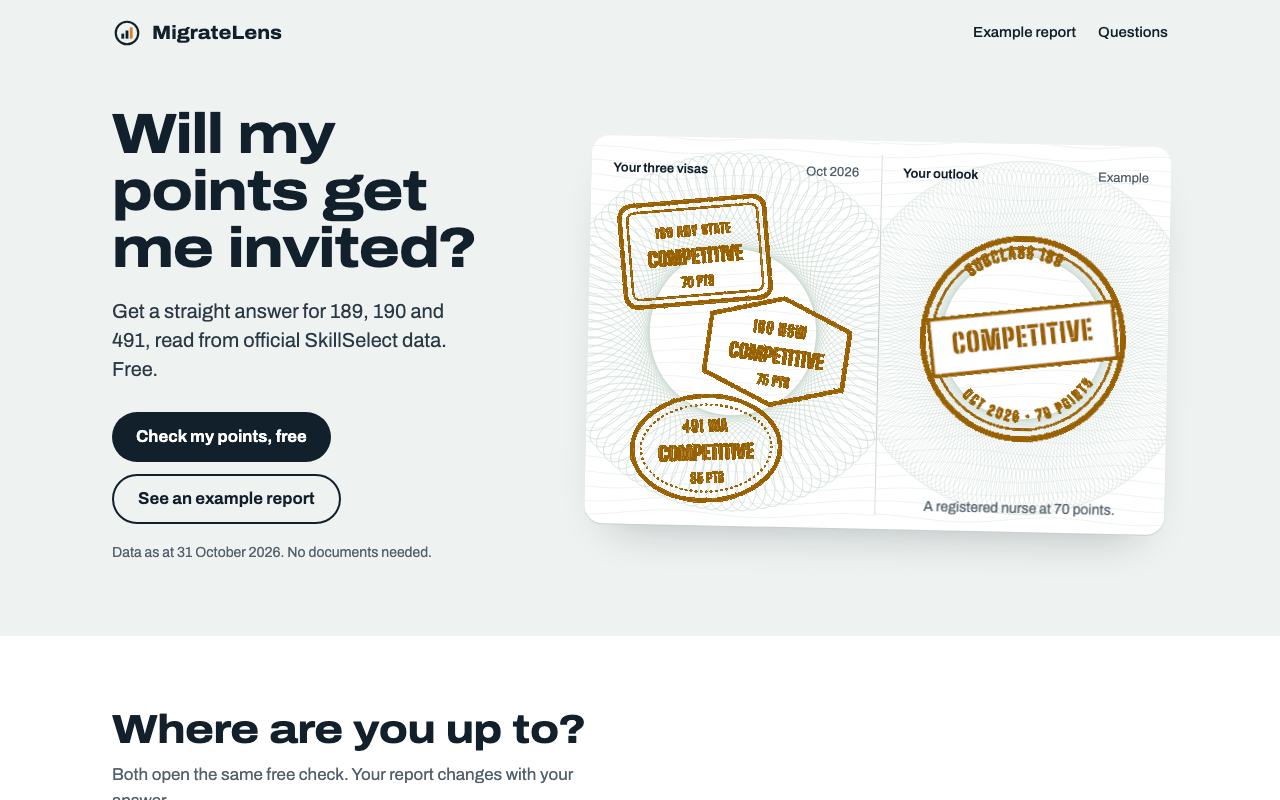 MigrateLens
Example report
Questions
Will my
points get
me invited?
Get a straight answer for 189, 190 and
491, read from official SkillSelect data.
Free.
Check my points, free
See an example report
Data as at 31 October 2026. No documents needed.
Your three visas
Oct 2026
189 ANY STATE
COMPETITIVE
70 PTS
190 NSW
COMPETITIVE
75 PTS
491 WA
COMPETITIVE
85 PTS
Your outlook
Example
SUBCLASS 189
COMPETITIVE
OCT 2026 · 70 POINTS
A registered nurse at 70 points.
Where are you up to?
Both open the same free check. Your report changes with your
answer.